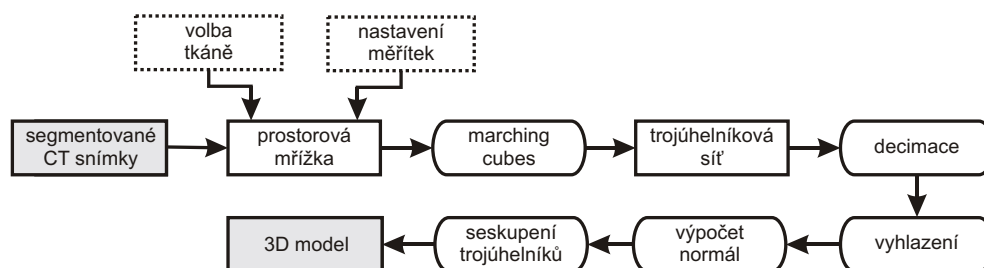 volba
tkáně
nastavení
měřítek
segmentované
CT snímky
prostorová
mřížka
marching
cubes
trojúhelníková
síť
decimace
3D model
seskupení
trojúhelníků
výpočet
normál
vyhlazení